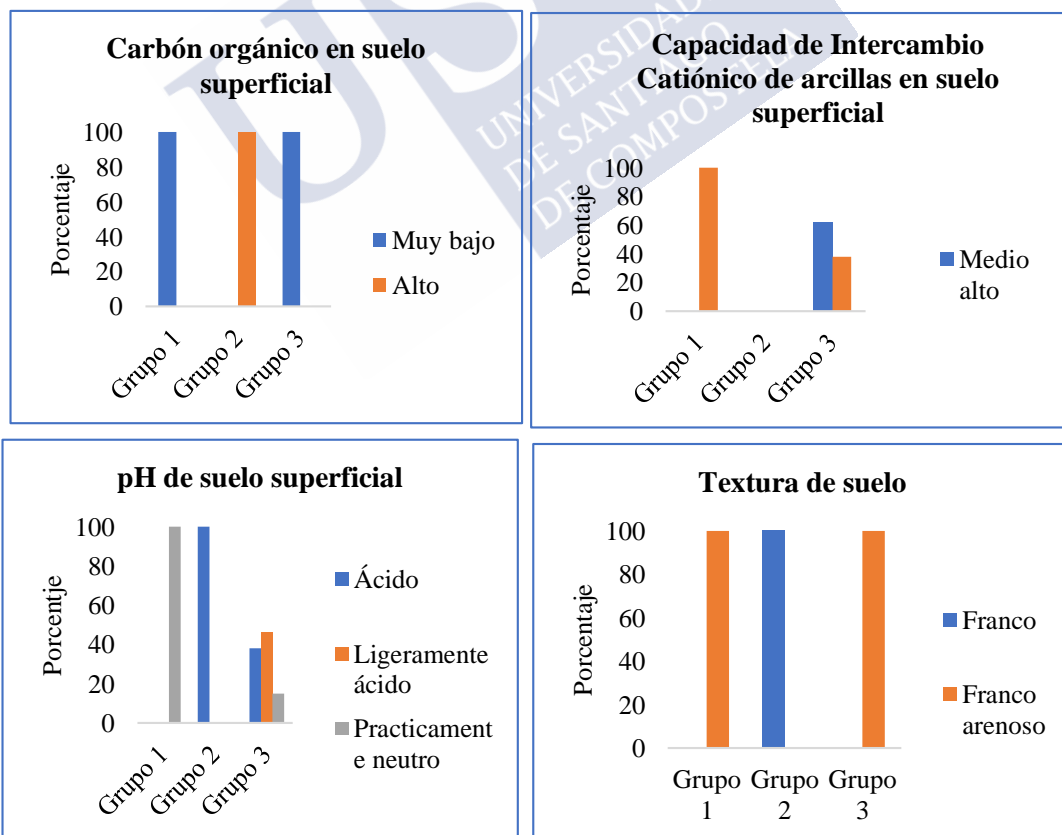 Carbón orgánico en suelo
superficial
Porcentaje
100
80
60
40
20
0
Grupo 1
Grupo 2
Grupo 3
Muy bajo
Alto
Capacidad de Intercambio
Catiónico de arcillas en suelo
superficial
Porcentaje
100
80
60
40
20
0
Grupo 1
Grupo 2
Grupo 3
Medio
alto
pH de suelo superficial
Porcentje
100
80
60
40
20
0
Grupo 1
Grupo 2
Grupo 3
Ácido
Ligeramente
ácido
Practicament
e neutro
Textura de suelo
Porcentaje
100
80
60
40
20
0
Grupo
1
Grupo
2
Grupo
3
Franco
Franco
arenoso
UNIVERSIDAD
DE SANTIAGO
DE COMPOSTELA